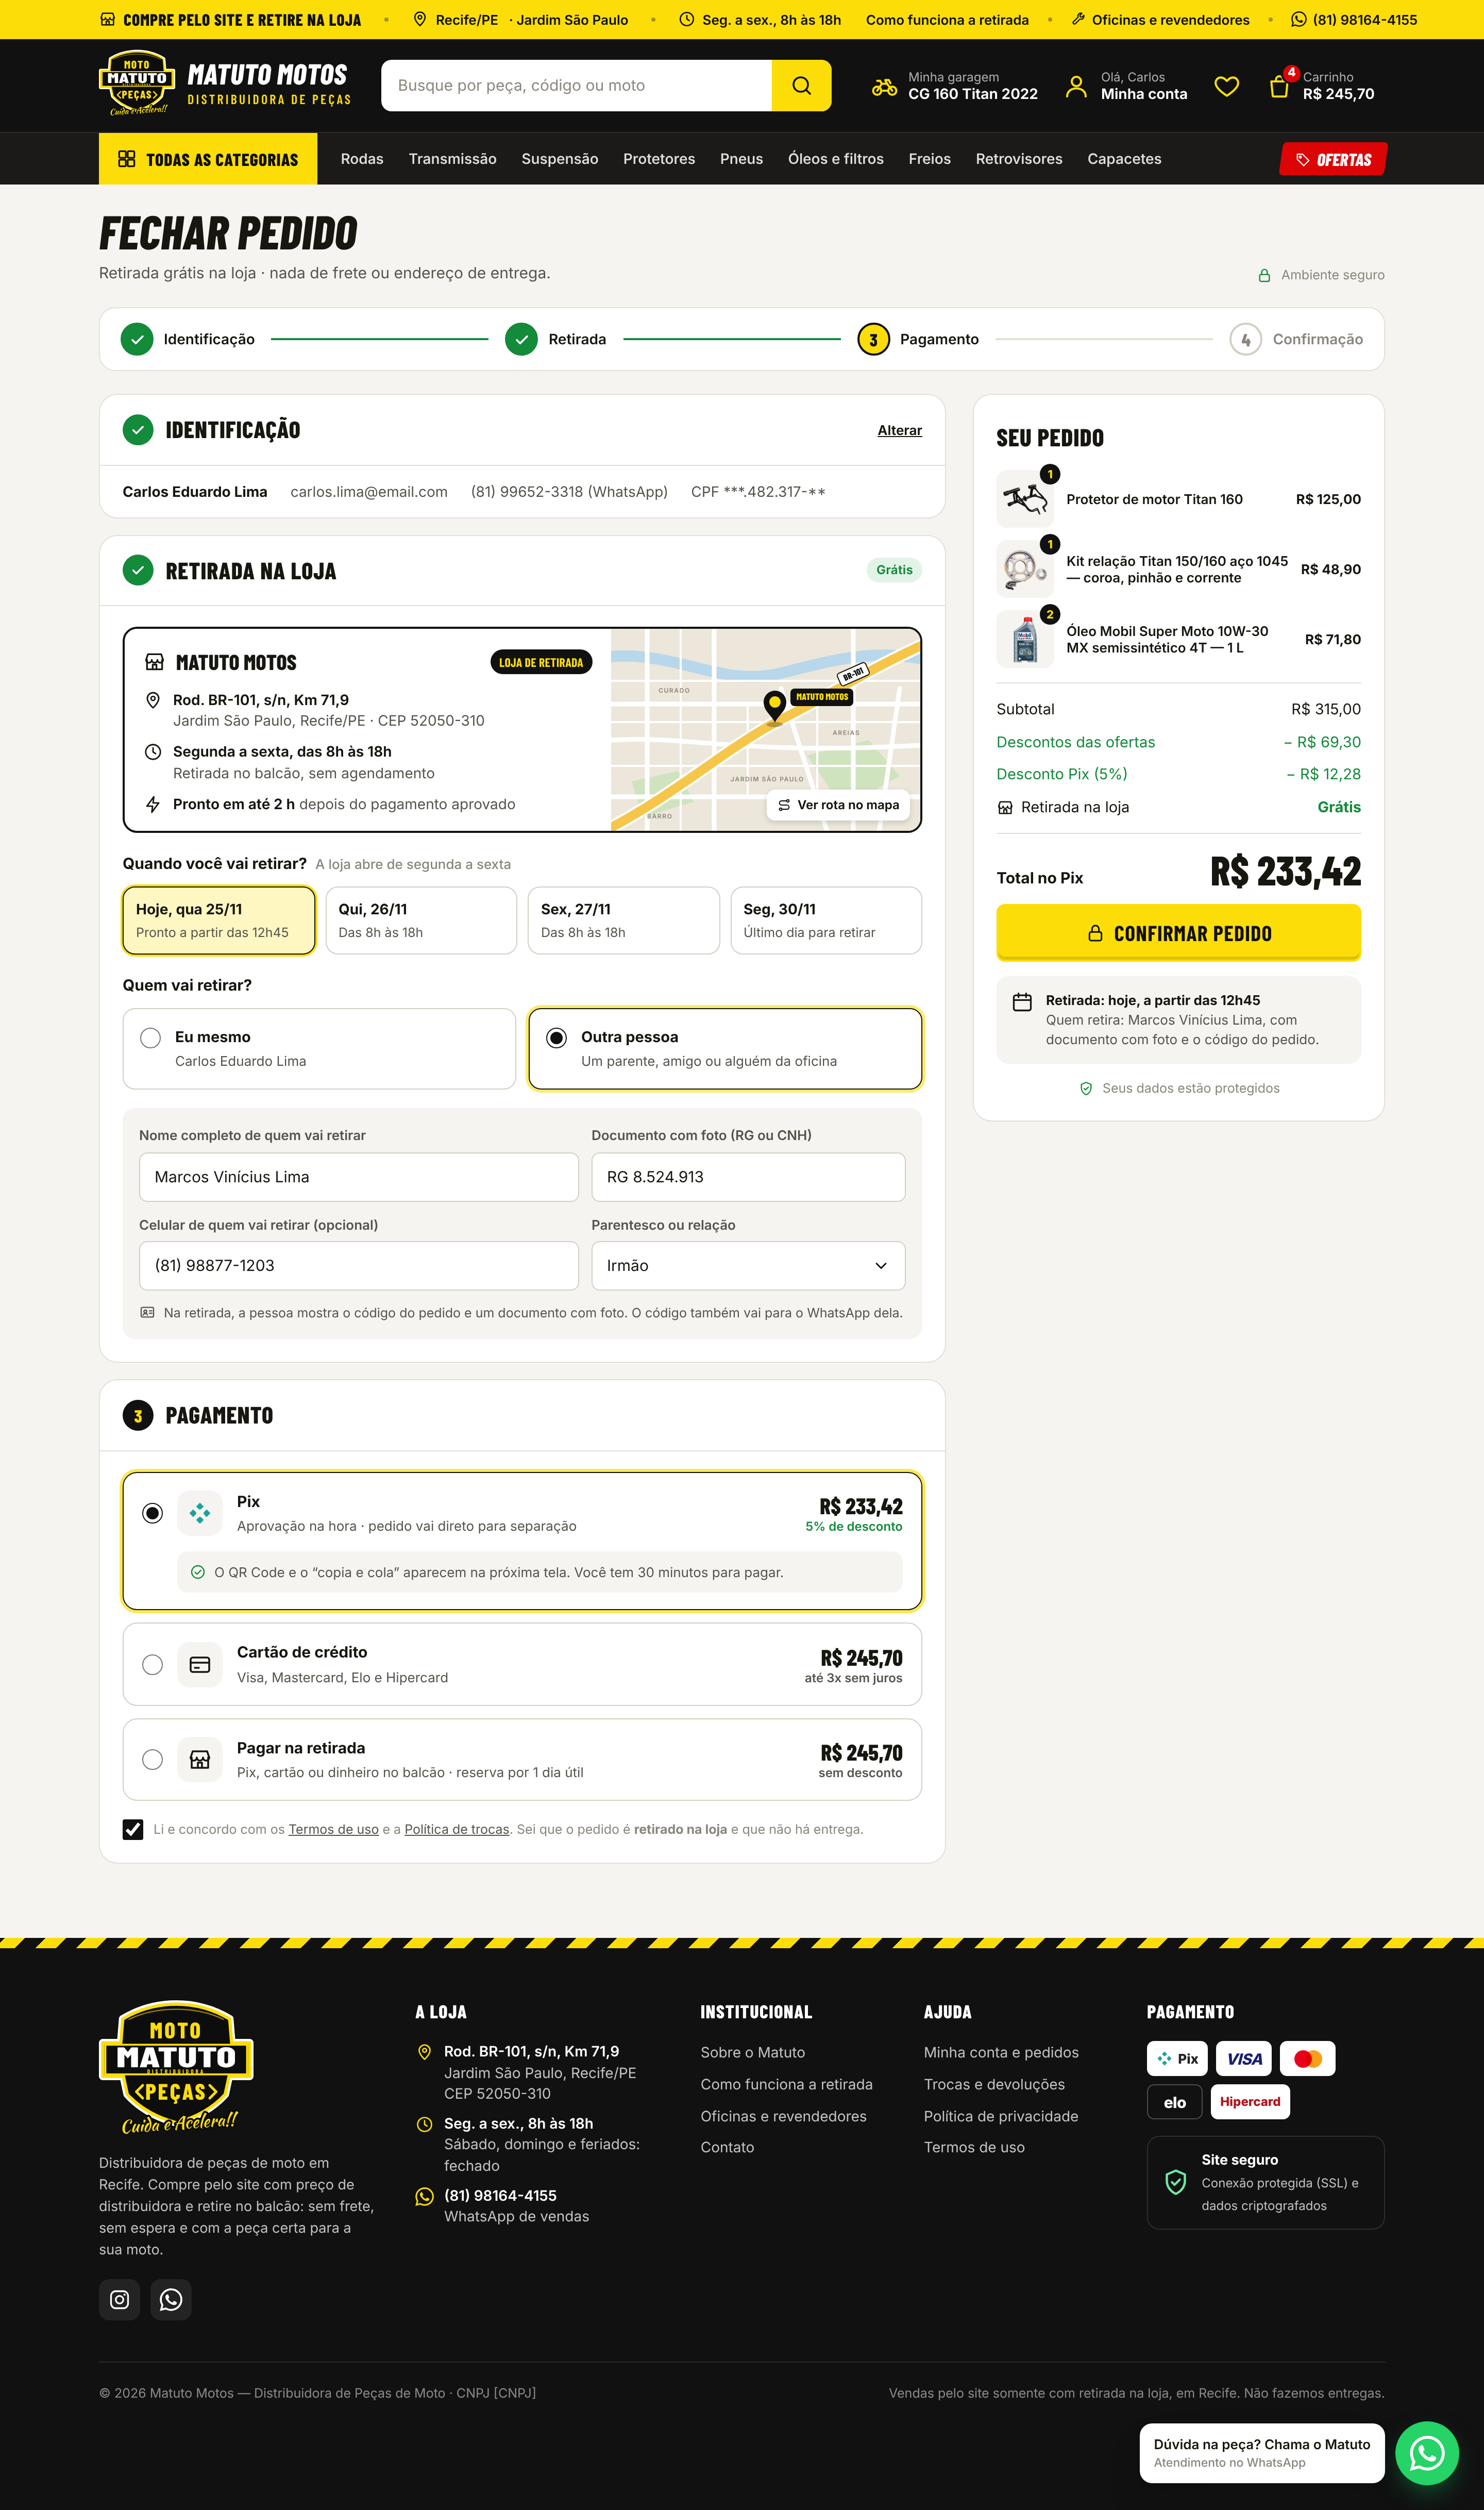 COMPRE PELO SITE E RETIRE NA LOJA • Recife/PE · Jardim São Paulo • Seg. a sex., 8h às 18h Como funciona a retirada • Oficinas e revendedores • (81) 98164-4155
MOTO
MATUTO
DISTRIBUIDORA
<PEÇAS>
Cuida e Acelera!!
MATUTO MOTOS
DISTRIBUIDORA DE PEÇAS
Busque por peça, código ou moto
Minha garagem
CG 160 Titan 2022
Olá, Carlos
Minha conta
4
Carrinho
R$ 245,70
TODAS AS CATEGORIAS Rodas Transmissão Suspensão Protetores Pneus Óleos e filtros Freios Retrovisores Capacetes OFERTAS
FECHAR PEDIDO
Retirada grátis na loja · nada de frete ou endereço de entrega.
Ambiente seguro
Identificação Retirada 3 Pagamento 4 Confirmação
IDENTIFICAÇÃO Alterar
Carlos Eduardo Lima carlos.lima@email.com (81) 99652-3318 (WhatsApp) CPF ***.482.317-**
RETIRADA NA LOJA Grátis
MATUTO MOTOS LOJA DE RETIRADA
Rod. BR-101, s/n, Km 71,9
Jardim São Paulo, Recife/PE · CEP 52050-310
Segunda a sexta, das 8h às 18h
Retirada no balcão, sem agendamento
Pronto em até 2 h depois do pagamento aprovado
BR-101
CURADO
MATUTO MOTOS
AREIAS
JARDIM SÃO PAULO
BARRO
Ver rota no mapa
Quando você vai retirar? A loja abre de segunda a sexta
Hoje, qua 25/11
Pronto a partir das 12h45
Qui, 26/11
Das 8h às 18h
Sex, 27/11
Das 8h às 18h
Seg, 30/11
Último dia para retirar
Quem vai retirar?
Eu mesmo
Carlos Eduardo Lima
Outra pessoa
Um parente, amigo ou alguém da oficina
Nome completo de quem vai retirar
Marcos Vinícius Lima
Documento com foto (RG ou CNH)
RG 8.524.913
Celular de quem vai retirar (opcional)
(81) 98877-1203
Parentesco ou relação
Irmão
Na retirada, a pessoa mostra o código do pedido e um documento com foto. O código também vai para o WhatsApp dela.
3 PAGAMENTO
Pix
Aprovação na hora · pedido vai direto para separação
R$ 233,42
5% de desconto
O QR Code e o “copia e cola” aparecem na próxima tela. Você tem 30 minutos para pagar.
Cartão de crédito
Visa, Mastercard, Elo e Hipercard
R$ 245,70
até 3x sem juros
Pagar na retirada
Pix, cartão ou dinheiro no balcão · reserva por 1 dia útil
R$ 245,70
sem desconto
Li e concordo com os Termos de uso e a Política de trocas. Sei que o pedido é retirado na loja e que não há entrega.
SEU PEDIDO
1
Protetor de motor Titan 160 R$ 125,00
1
Kit relação Titan 150/160 aço 1045
— coroa, pinhão e corrente
R$ 48,90
2
Mobil
Óleo Mobil Super Moto 10W-30
MX semissintético 4T — 1 L
R$ 71,80
Subtotal R$ 315,00
Descontos das ofertas − R$ 69,30
Desconto Pix (5%) − R$ 12,28
Retirada na loja Grátis
Total no Pix R$ 233,42
CONFIRMAR PEDIDO
Retirada: hoje, a partir das 12h45
Quem retira: Marcos Vinícius Lima, com
documento com foto e o código do pedido.
Seus dados estão protegidos
MOTO
MATUTO
DISTRIBUIDORA
<PEÇAS>
Cuida e Acelera!!
Distribuidora de peças de moto em
Recife. Compre pelo site com preço de
distribuidora e retire no balcão: sem frete,
sem espera e com a peça certa para a
sua moto.
A LOJA
Rod. BR-101, s/n, Km 71,9
Jardim São Paulo, Recife/PE
CEP 52050-310
Seg. a sex., 8h às 18h
Sábado, domingo e feriados:
fechado
(81) 98164-4155
WhatsApp de vendas
INSTITUCIONAL
Sobre o Matuto
Como funciona a retirada
Oficinas e revendedores
Contato
AJUDA
Minha conta e pedidos
Trocas e devoluções
Política de privacidade
Termos de uso
PAGAMENTO
Pix VISA
elo Hipercard
Site seguro
Conexão protegida (SSL) e
dados criptografados
© 2026 Matuto Motos — Distribuidora de Peças de Moto · CNPJ [CNPJ]
Vendas pelo site somente com retirada na loja, em Recife. Não fazemos entregas.
Dúvida na peça? Chama o Matuto
Atendimento no WhatsApp